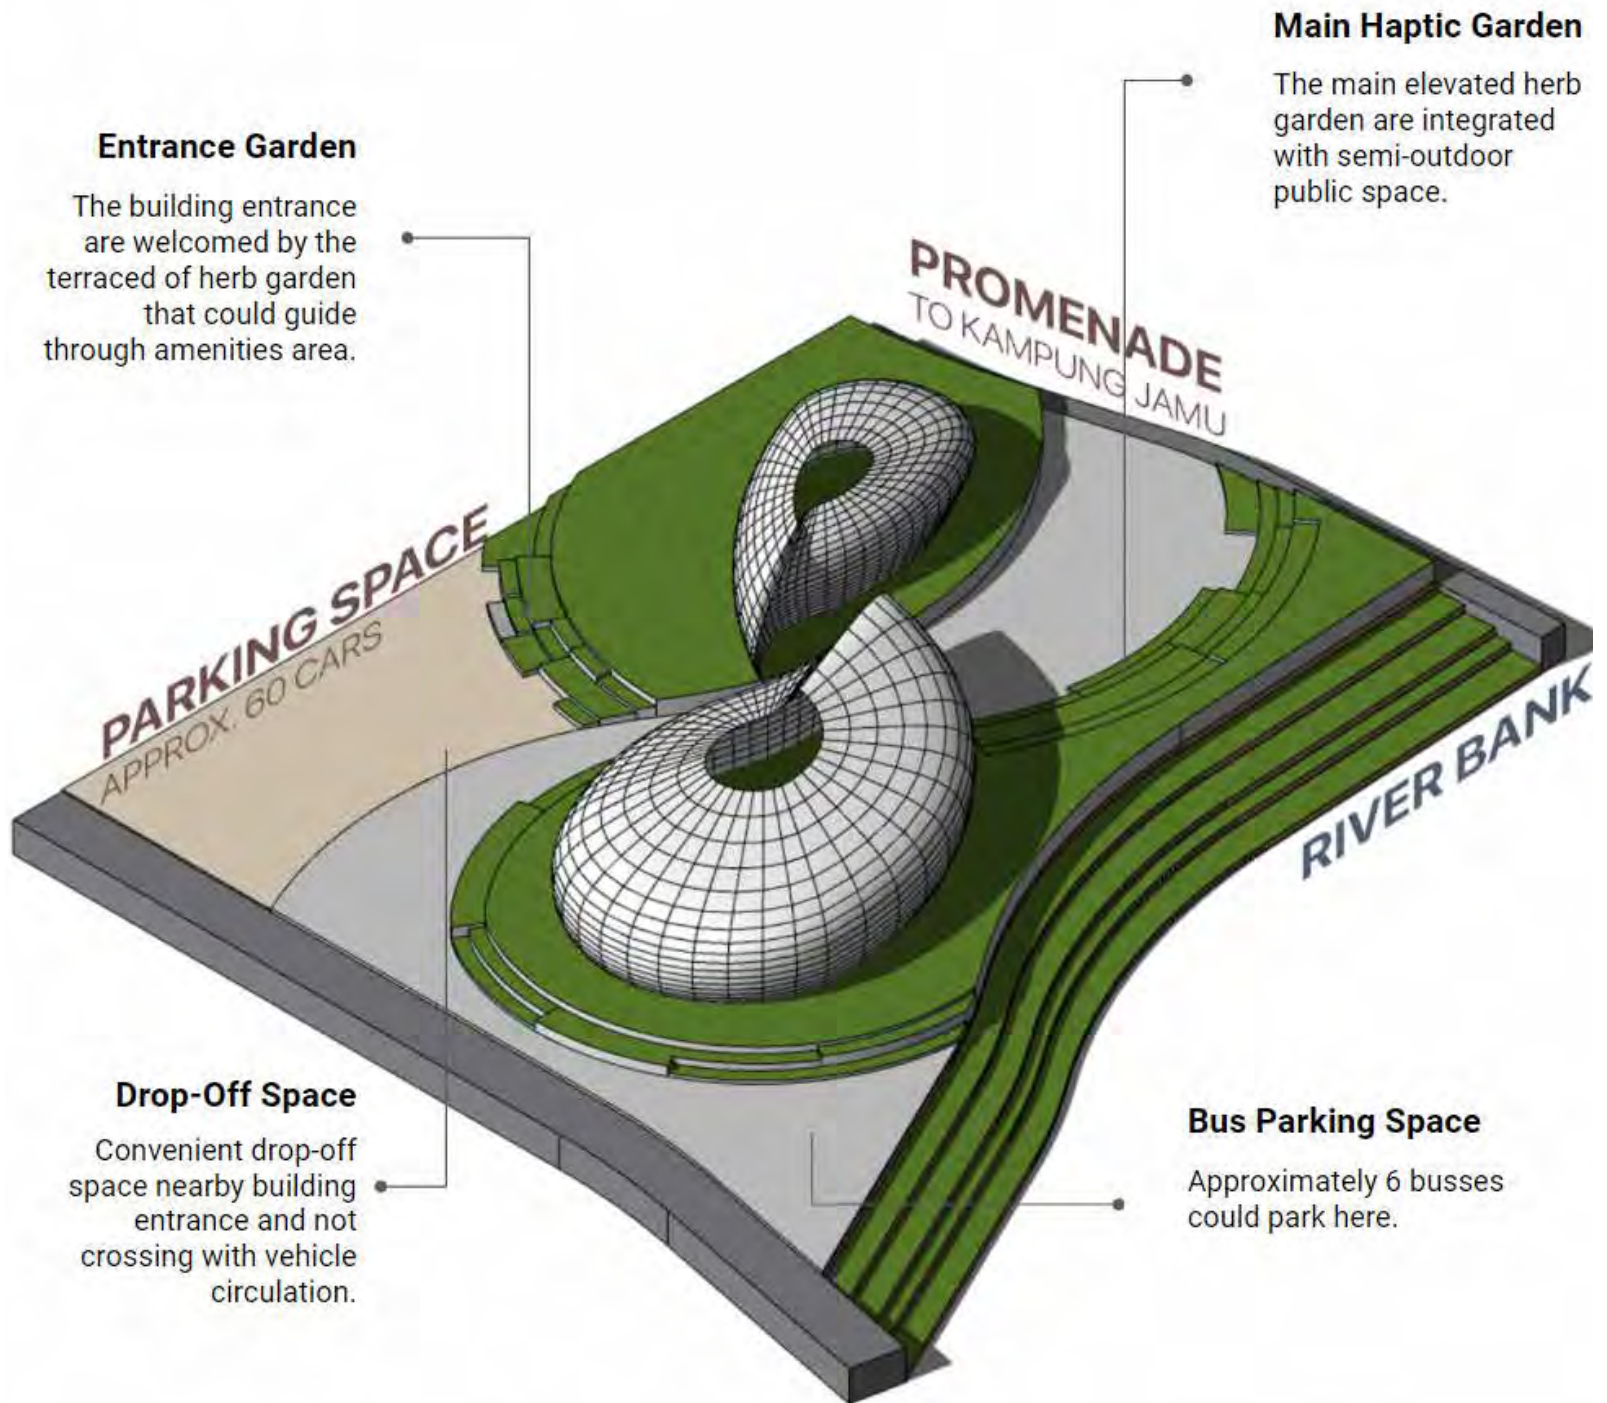 Main Haptic Garden
The main elevated herb
garden are integrated
with semi-outdoor
public space.
Entrance Garden
The building entrance
are welcomed by the
terraced of herb garden
that could guide
through amenities area.
PROMENADE
TO KAMPUNG JAMU
PARKING SPACE
APPROX. 60 CARS
RIVER BANK
Drop-Off Space
Convenient drop-off
space nearby building
entrance and not
crossing with vehicle
circulation.
Bus Parking Space
Approximately 6 busses
could park here.